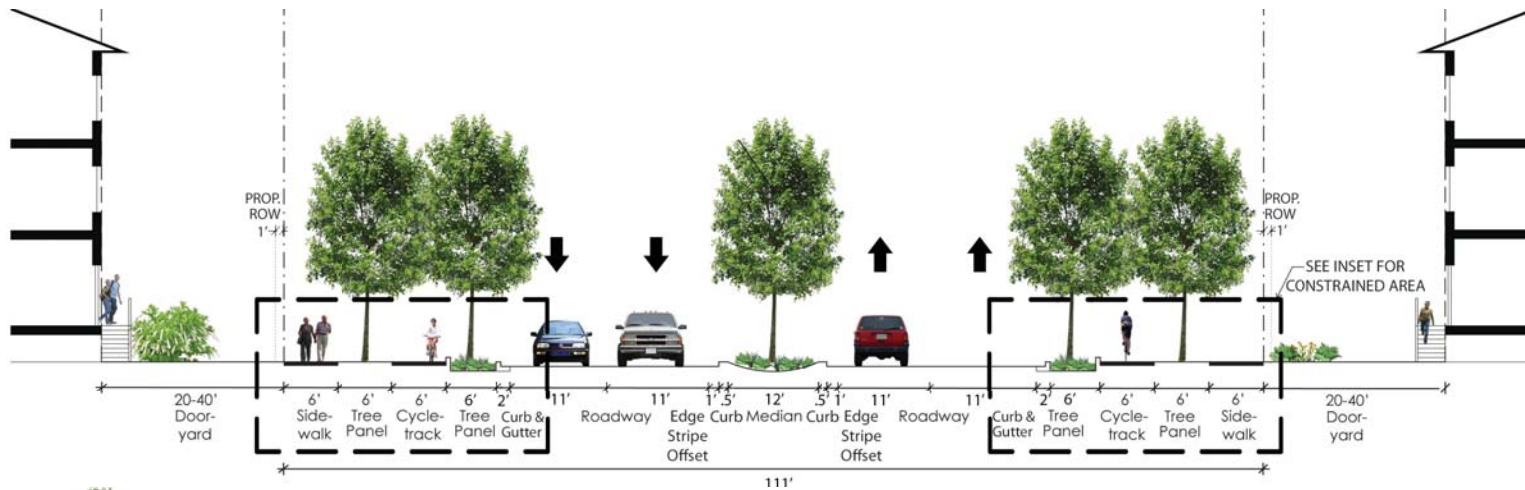 PROP.
ROW
1'
PROP.
ROW
1'
SEE INSET FOR
CONSTRAINED AREA
20-40'
Door-
yard
6'
Side-
walk
6'
Tree
Panel
6'
Cycle-
track
6'
Tree
Panel
2'
Curb &
Gutter
11'
Roadway
11'
1'
Edge
Stripe
Offset
.5'
Curb
12'
Median
.5'
Curb
1'
Edge
Stripe
Offset
11'
Roadway
11'
Curb &
Gutter
2'
6'
Tree
Panel
6'
Cycle-
track
6'
Tree
Panel
6'
Side-
walk
20-40'
Door-
yard
111'